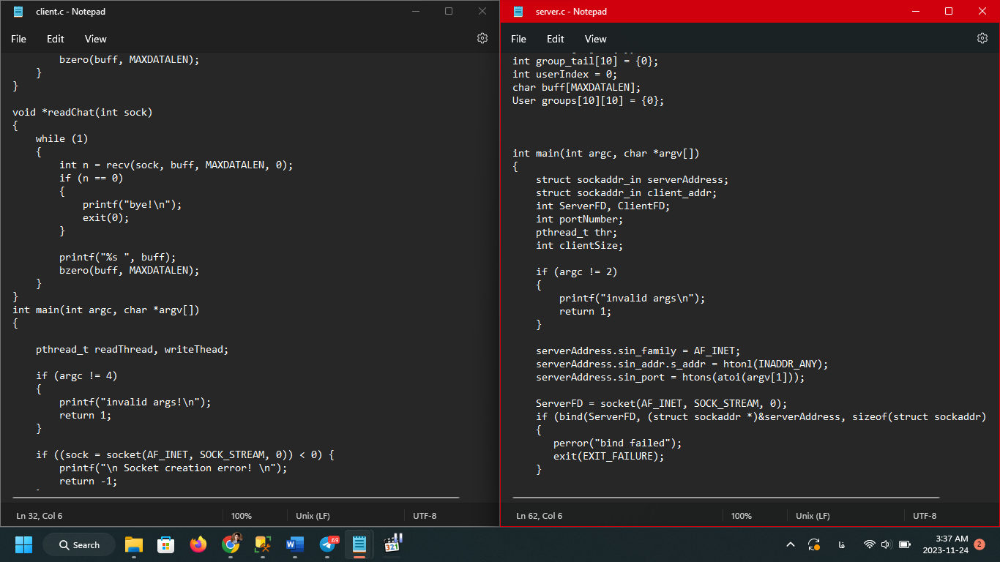 client.c - Notepad
File Edit View
        bzero(buff, MAXDATALEN);
    }
}
void *readChat(int sock)
{
    while (1)
    {
        int n = recv(sock, buff, MAXDATALEN, 0);
        if (n == 0)
        {
            printf("bye!\n");
            exit(0);
        }
        printf("%s ", buff);
        bzero(buff, MAXDATALEN);
    }
}
int main(int argc, char *argv[])
{
    pthread_t readThread, writeThead;
    if (argc != 4)
    {
        printf("invalid args!\n");
        return 1;
    }
    if ((sock = socket(AF_INET, SOCK_STREAM, 0)) < 0) {
        printf("\n Socket creation error! \n");
        return -1;
Ln 32, Col 6 100% Unix (LF) UTF-8
server.c - Notepad
File Edit View
int group_tail[10] = {0};
int userIndex = 0;
char buff[MAXDATALEN];
User groups[10][10] = {0};
int main(int argc, char *argv[])
{
    struct sockaddr_in serverAddress;
    struct sockaddr_in client_addr;
    int ServerFD, ClientFD;
    int portNumber;
    pthread_t thr;
    int clientSize;
    if (argc != 2)
    {
        printf("invalid args\n");
        return 1;
    }
    serverAddress.sin_family = AF_INET;
    serverAddress.sin_addr.s_addr = htonl(INADDR_ANY);
    serverAddress.sin_port = htons(atoi(argv[1]));
    ServerFD = socket(AF_INET, SOCK_STREAM, 0);
    if (bind(ServerFD, (struct sockaddr *)&serverAddress, sizeof(struct sockaddr)
    {
       perror("bind failed");
       exit(EXIT_FAILURE);
    }
Ln 62, Col 6 100% Unix (LF) UTF-8
Search
69
321
فا
3:37 AM
2023-11-24
2